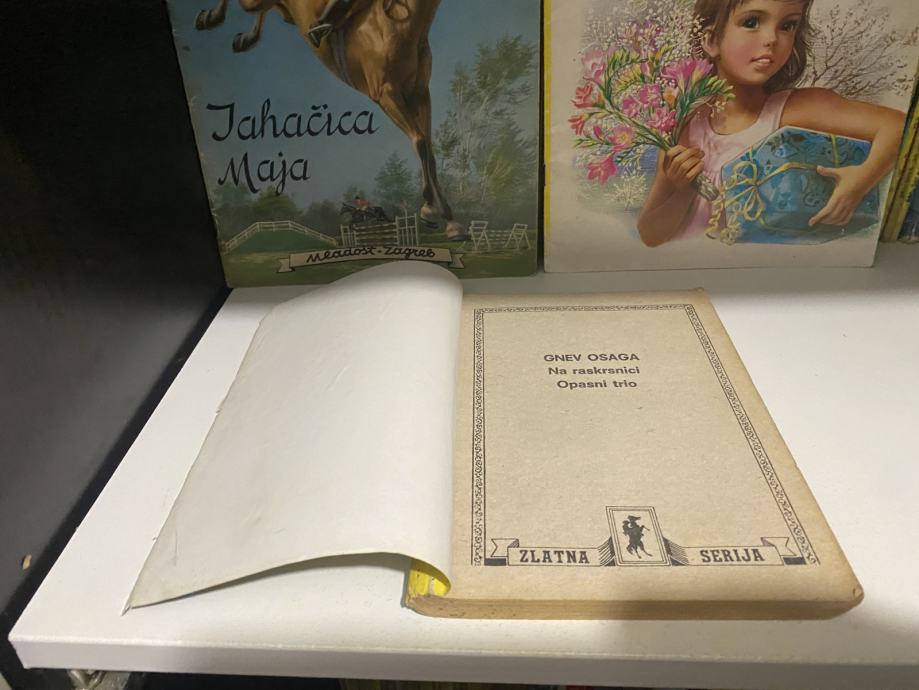 Jahačica
Maja
Mladost-Zagreb
GNEV OSAGA
Na raskrsnici
Opasni trio
ZLATNA SERIJA